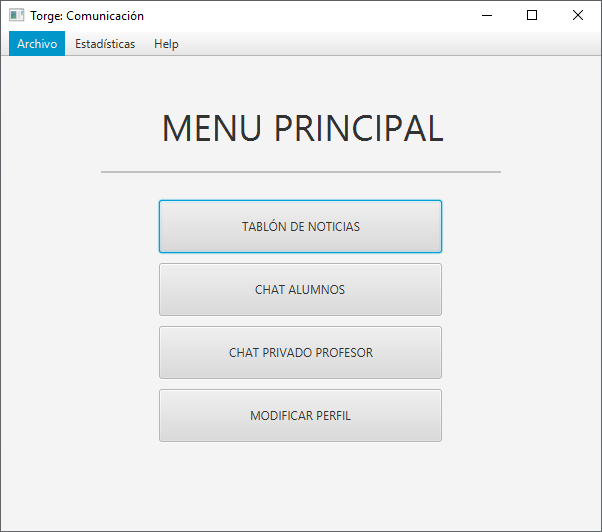 Torge: Comunicación
Archivo Estadísticas Help
MENU PRINCIPAL
TABLÓN DE NOTICIAS
CHAT ALUMNOS
CHAT PRIVADO PROFESOR
MODIFICAR PERFIL